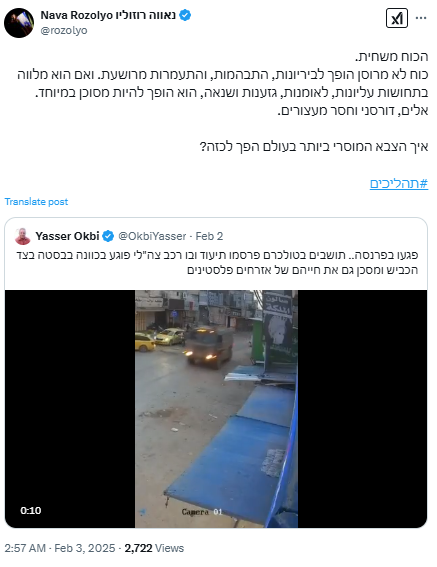 Nava Rozolyo נאווה רוזוליו
@rozolyo
הכוח משחית.
כוח לא מרוסן הופך לביריונות, התבהמות, והתעמרות מרושעת. ואם הוא מלווה
בתחושות עליונות, לאומנות, גזענות ושנאה, הוא הופך להיות מסוכן במיוחד.
אלים, דורסני וחסר מעצורים.
איך הצבא המוסרי ביותר בעולם הפך לכזה?
#תהליכים
Translate post
Yasser Okbi @OkbiYasser · Feb 2
פגעו בפרנסה.. תושבים בטולכרם פרסמו תיעוד ובו רכב צה"לי פוגע בכוונה בבסטה בצד
הכביש ומסכן גם את חייהם של אזרחים פלסטינים
0:10
Camera 01
2:57 AM · Feb 3, 2025 · 2,722 Views